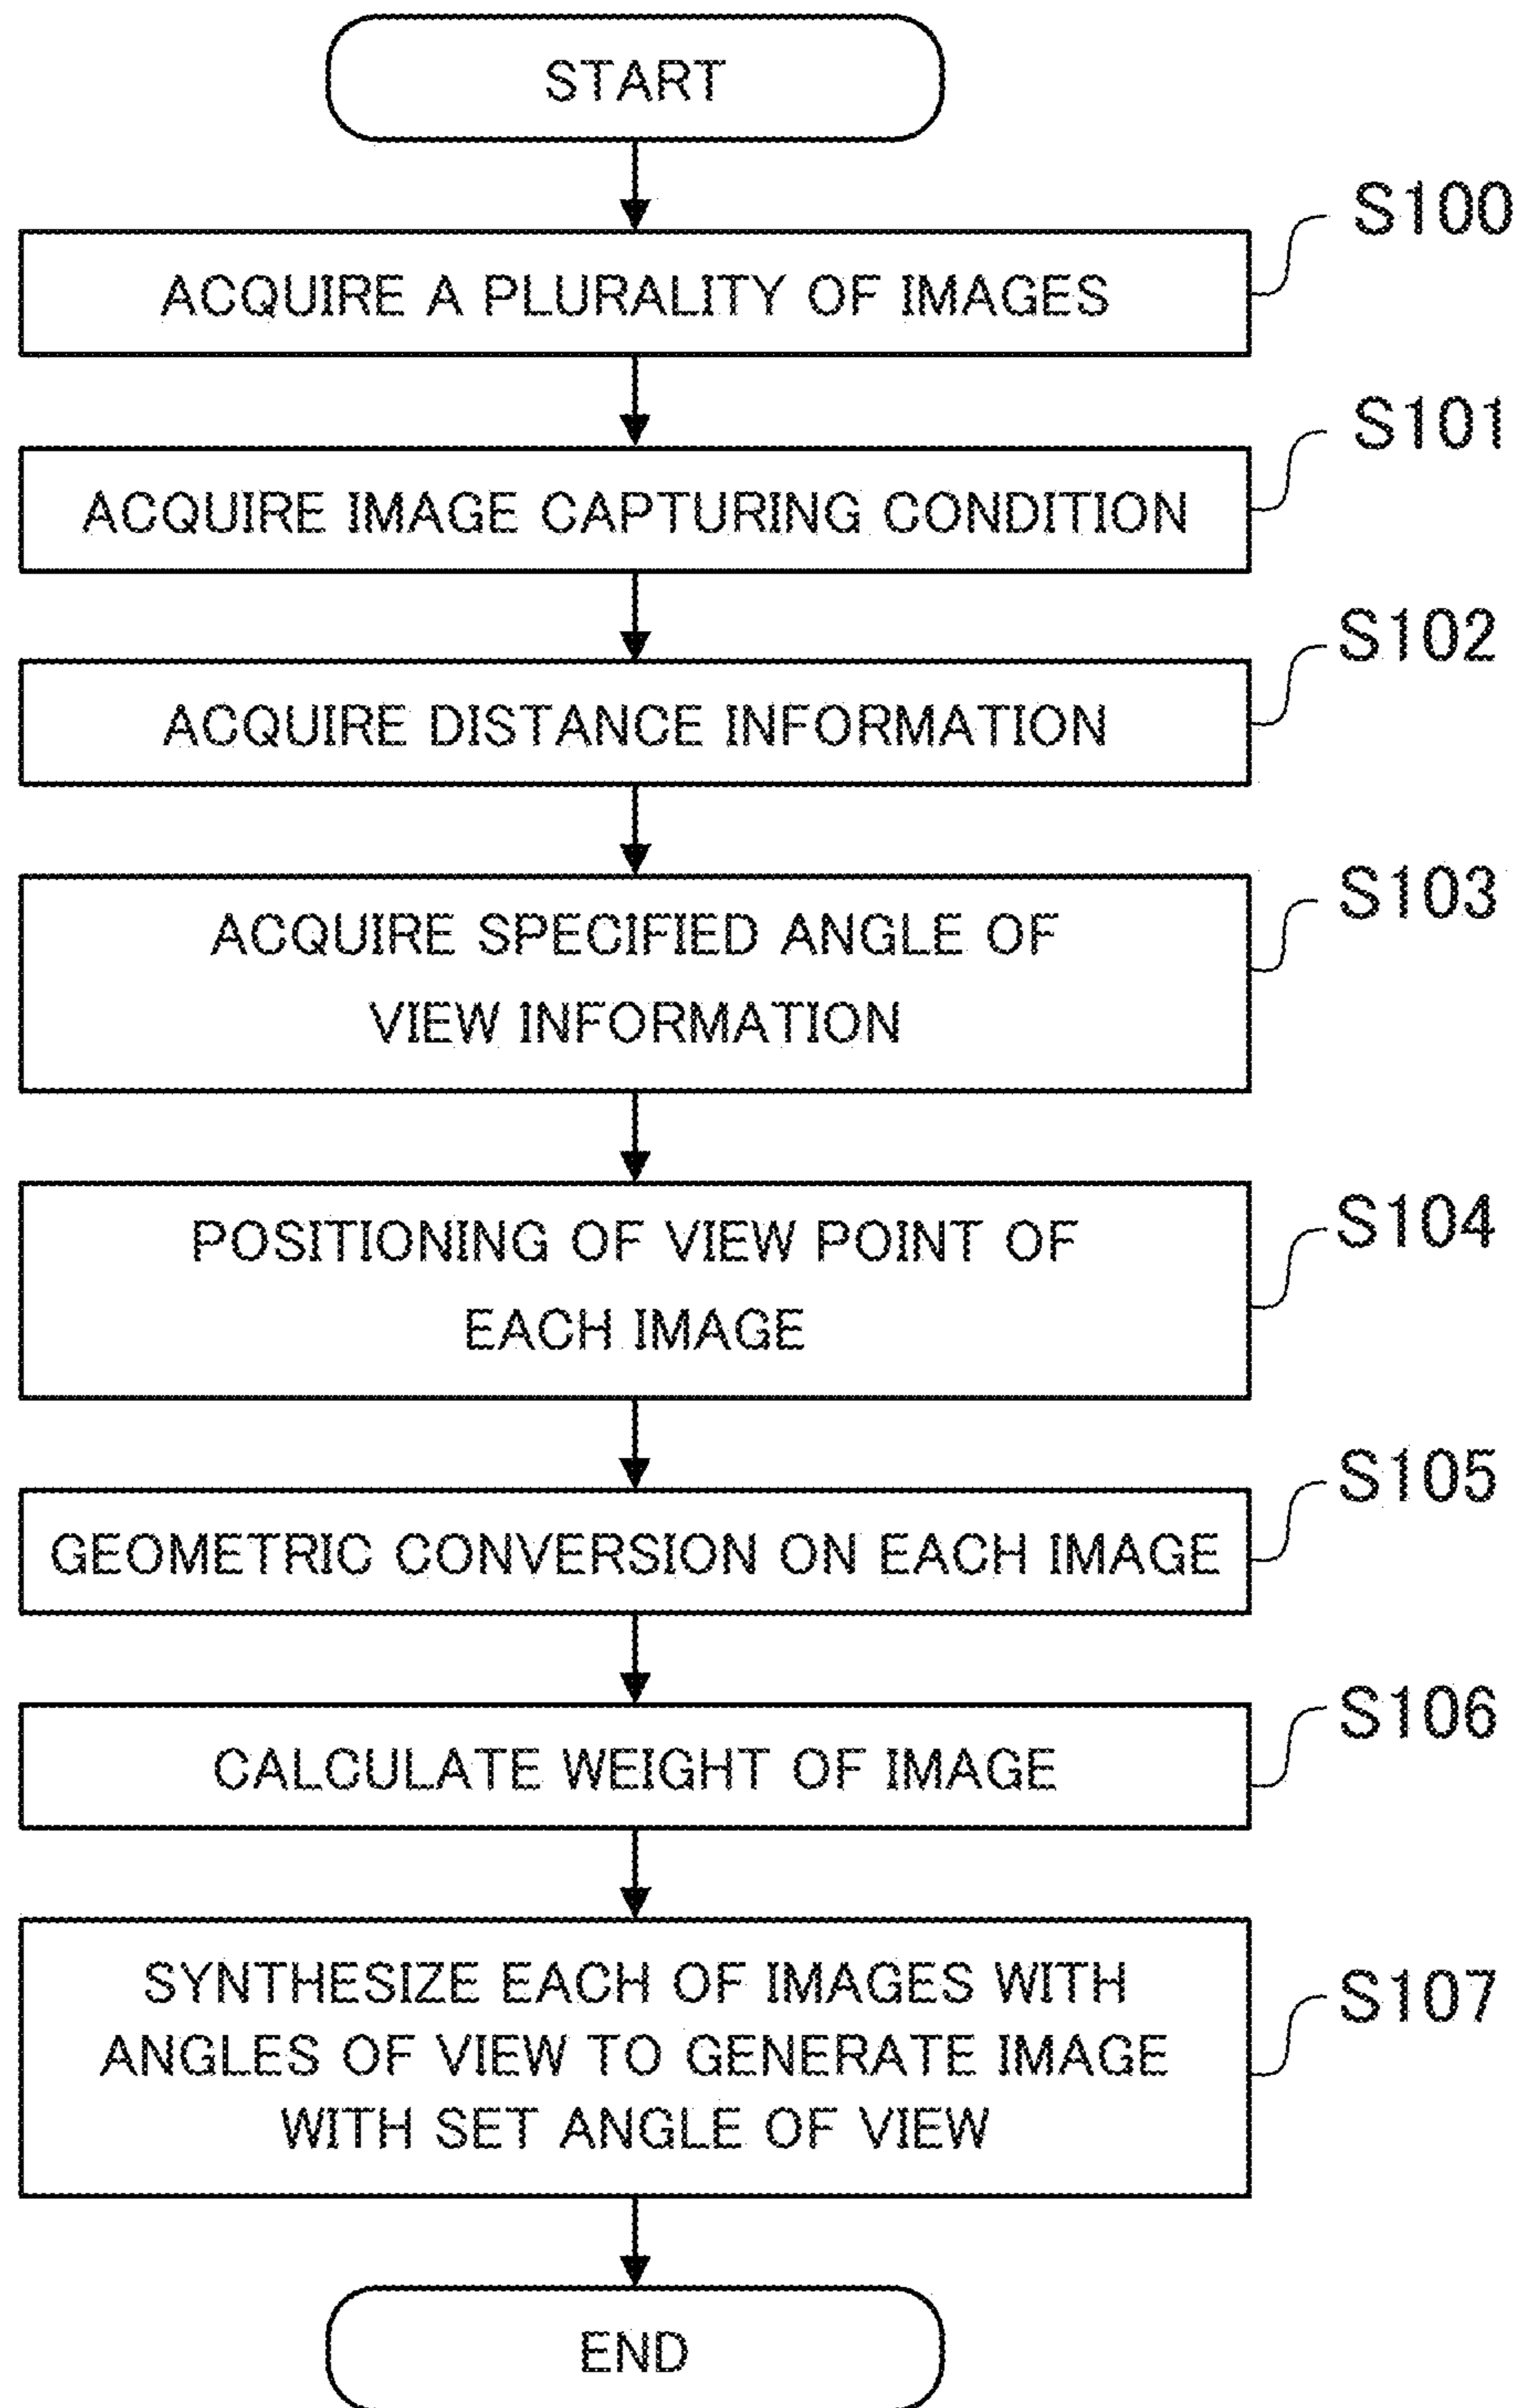 START
S100
ACQUIRE A PLURALITY OF IMAGES
S101
ACQUIRE IMAGE CAPTURING CONDITION
S102
ACQUIRE DISTANCE INFORMATION
S103
ACQUIRE SPECIFIED ANGLE OF
VIEW INFORMATION
S104
POSITIONING OF VIEW POINT OF
EACH IMAGE
S105
GEOMETRIC CONVERSION ON EACH IMAGE
S106
CALCULATE WEIGHT OF IMAGE
S107
SYNTHESIZE EACH OF IMAGES WITH
ANGLES OF VIEW TO GENERATE IMAGE
WITH SET ANGLE OF VIEW
END